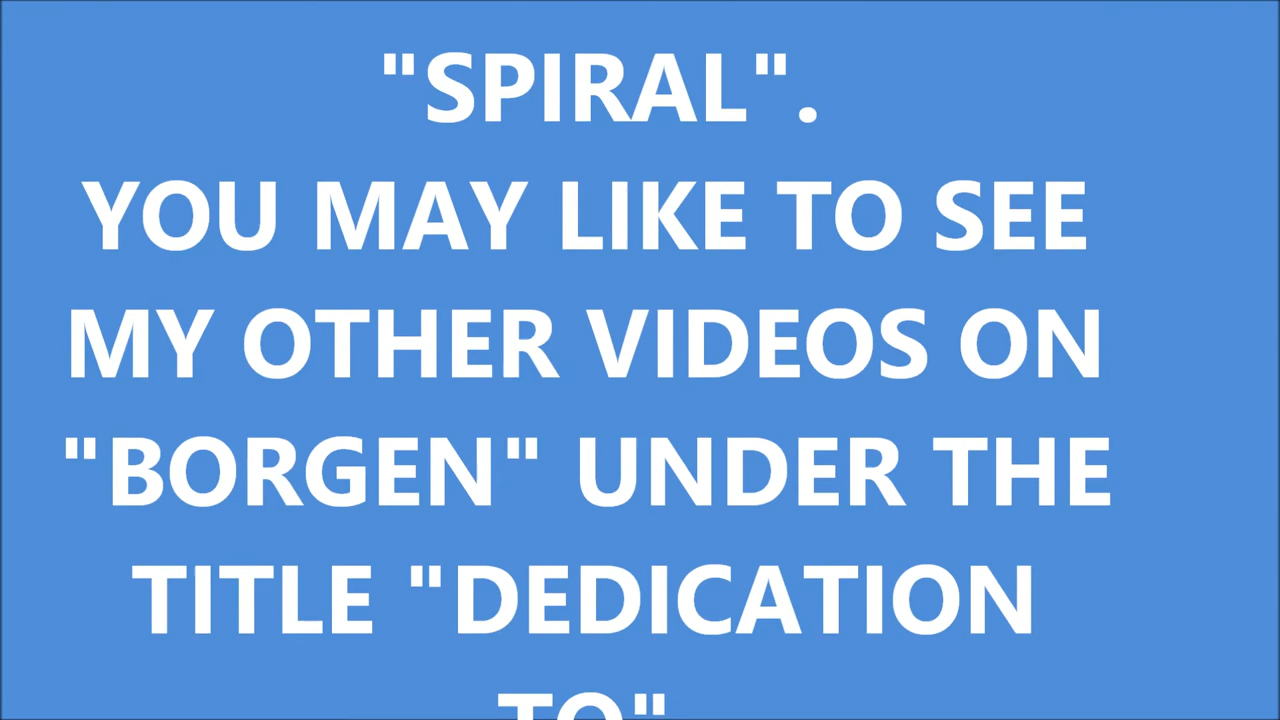 "SPIRAL".
YOU MAY LIKE TO SEE
MY OTHER VIDEOS ON
"BORGEN" UNDER THE
TITLE "DEDICATION
TO"